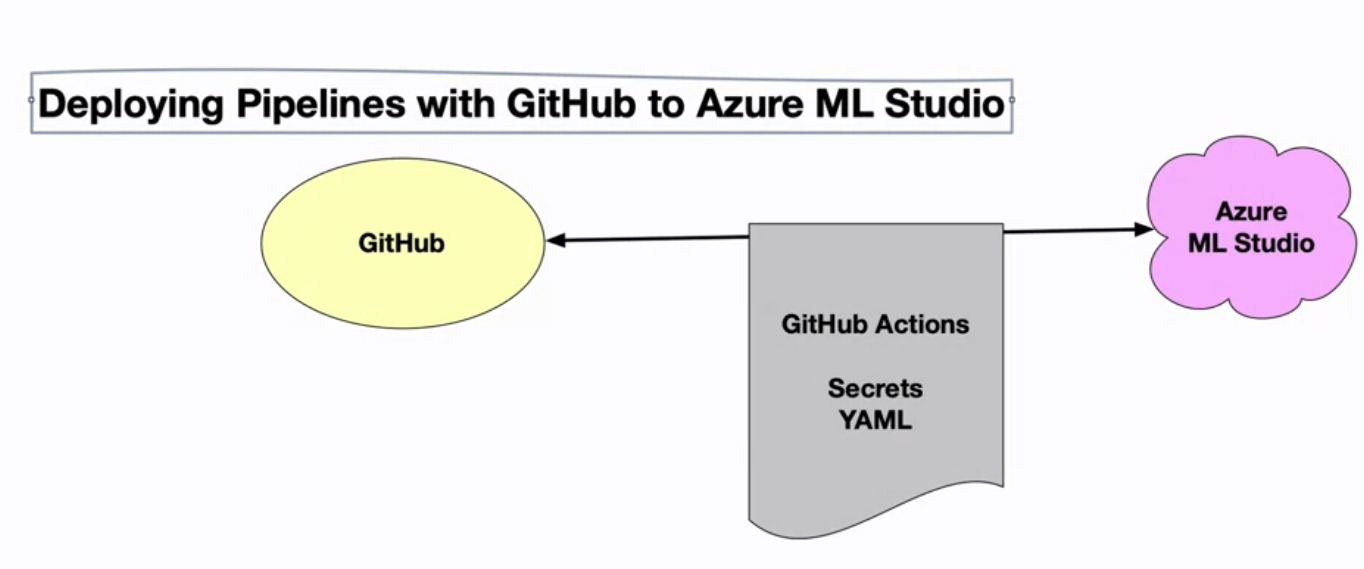 Deploying Pipelines with GitHub to Azure ML Studio
GitHub
GitHub Actions
Secrets
YAML
Azure
ML Studio